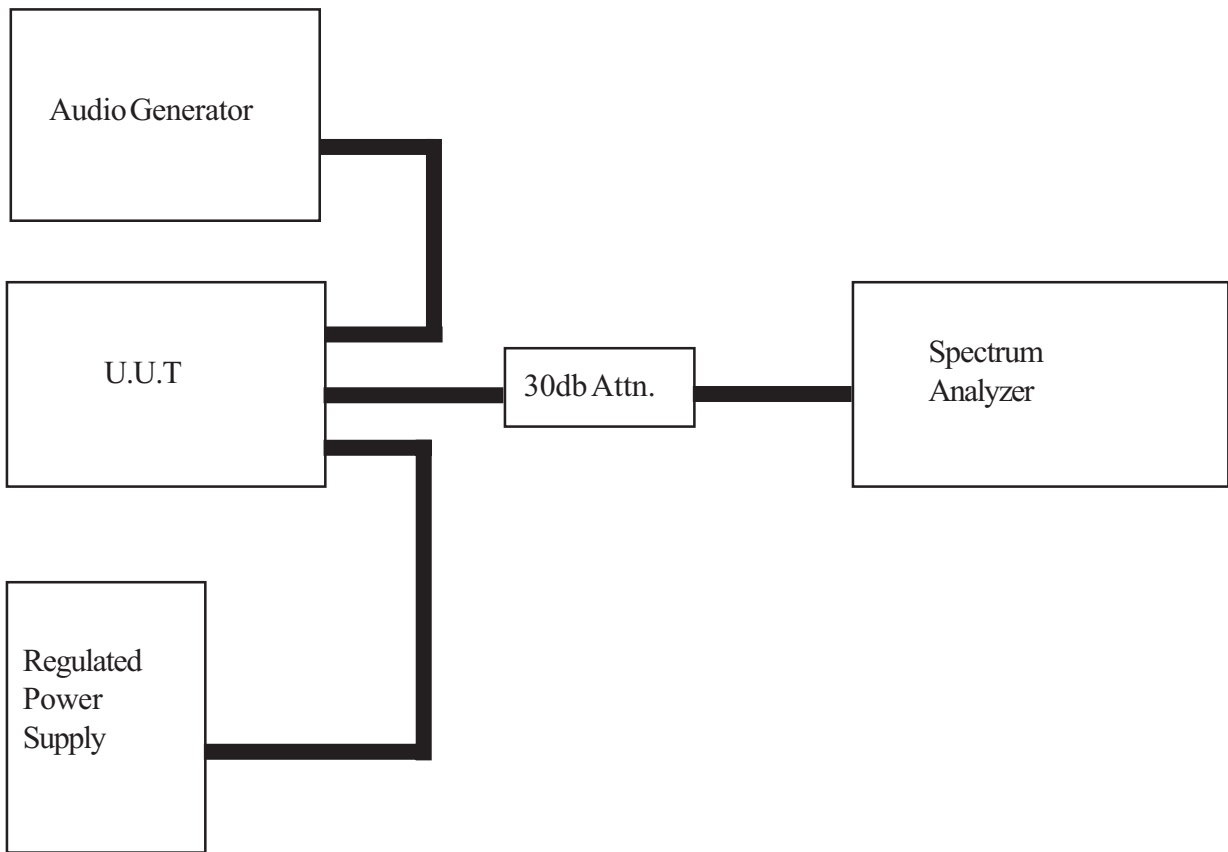 Audio Generator
U.U.T
30db Attn.
Spectrum
Analyzer
Regulated
Power
Supply